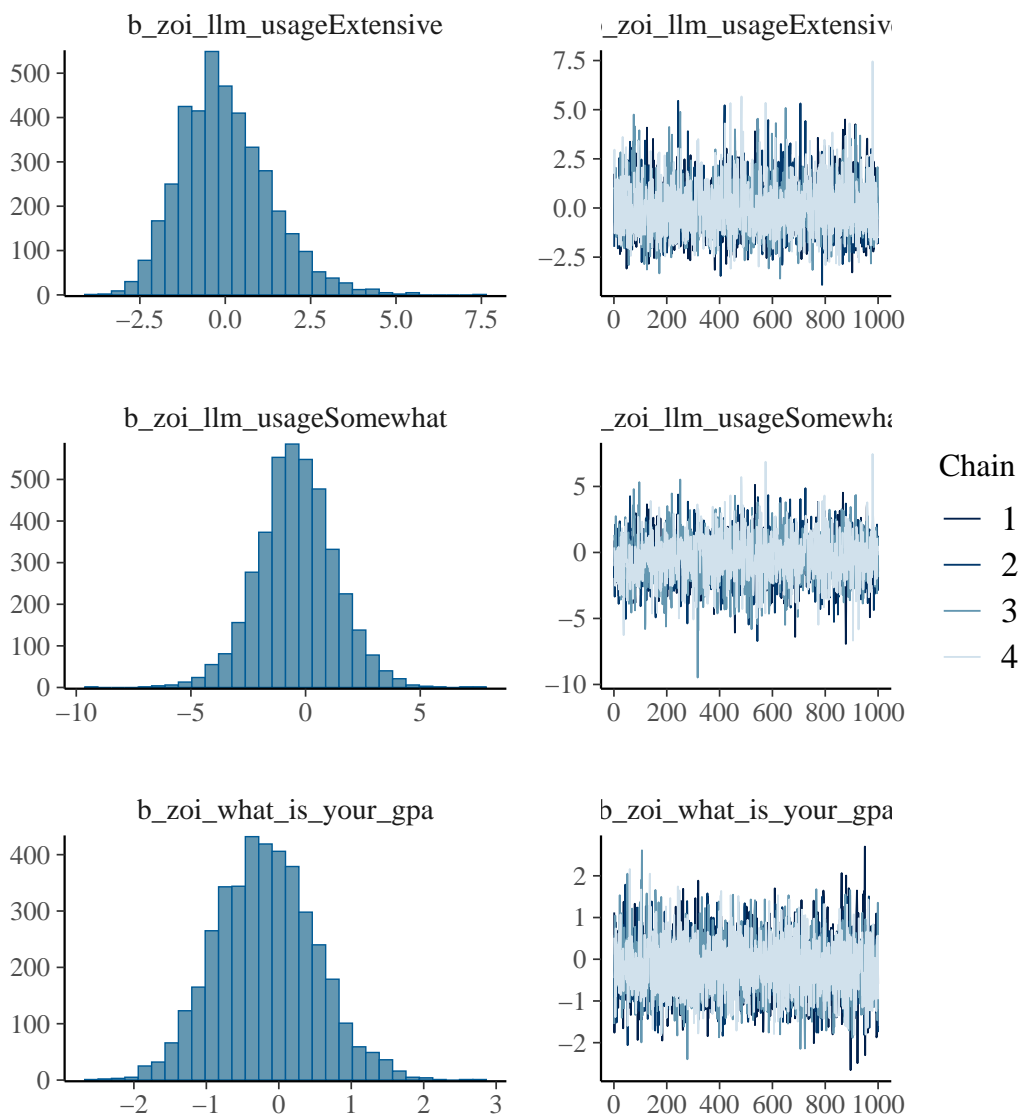 b_zoi_llm_usageExtensive
500
400
300
200
100
0
−2.5 0.0 2.5 5.0 7.5
_zoi_llm_usageExtensiv
7.5
5.0
2.5
0.0
−2.5
0 200 400 600 800 1000
b_zoi_llm_usageSomewhat
500
400
300
200
100
0
−10 −5 0 5
_zoi_llm_usageSomewha
5
0
−5
−10
0 200 400 600 800 1000
b_zoi_what_is_your_gpa
400
300
200
100
0
−2 −1 0 1 2 3
b_zoi_what_is_your_gpa
2
1
0
−1
−2
0 200 400 600 800 1000
Chain
1
2
3
4